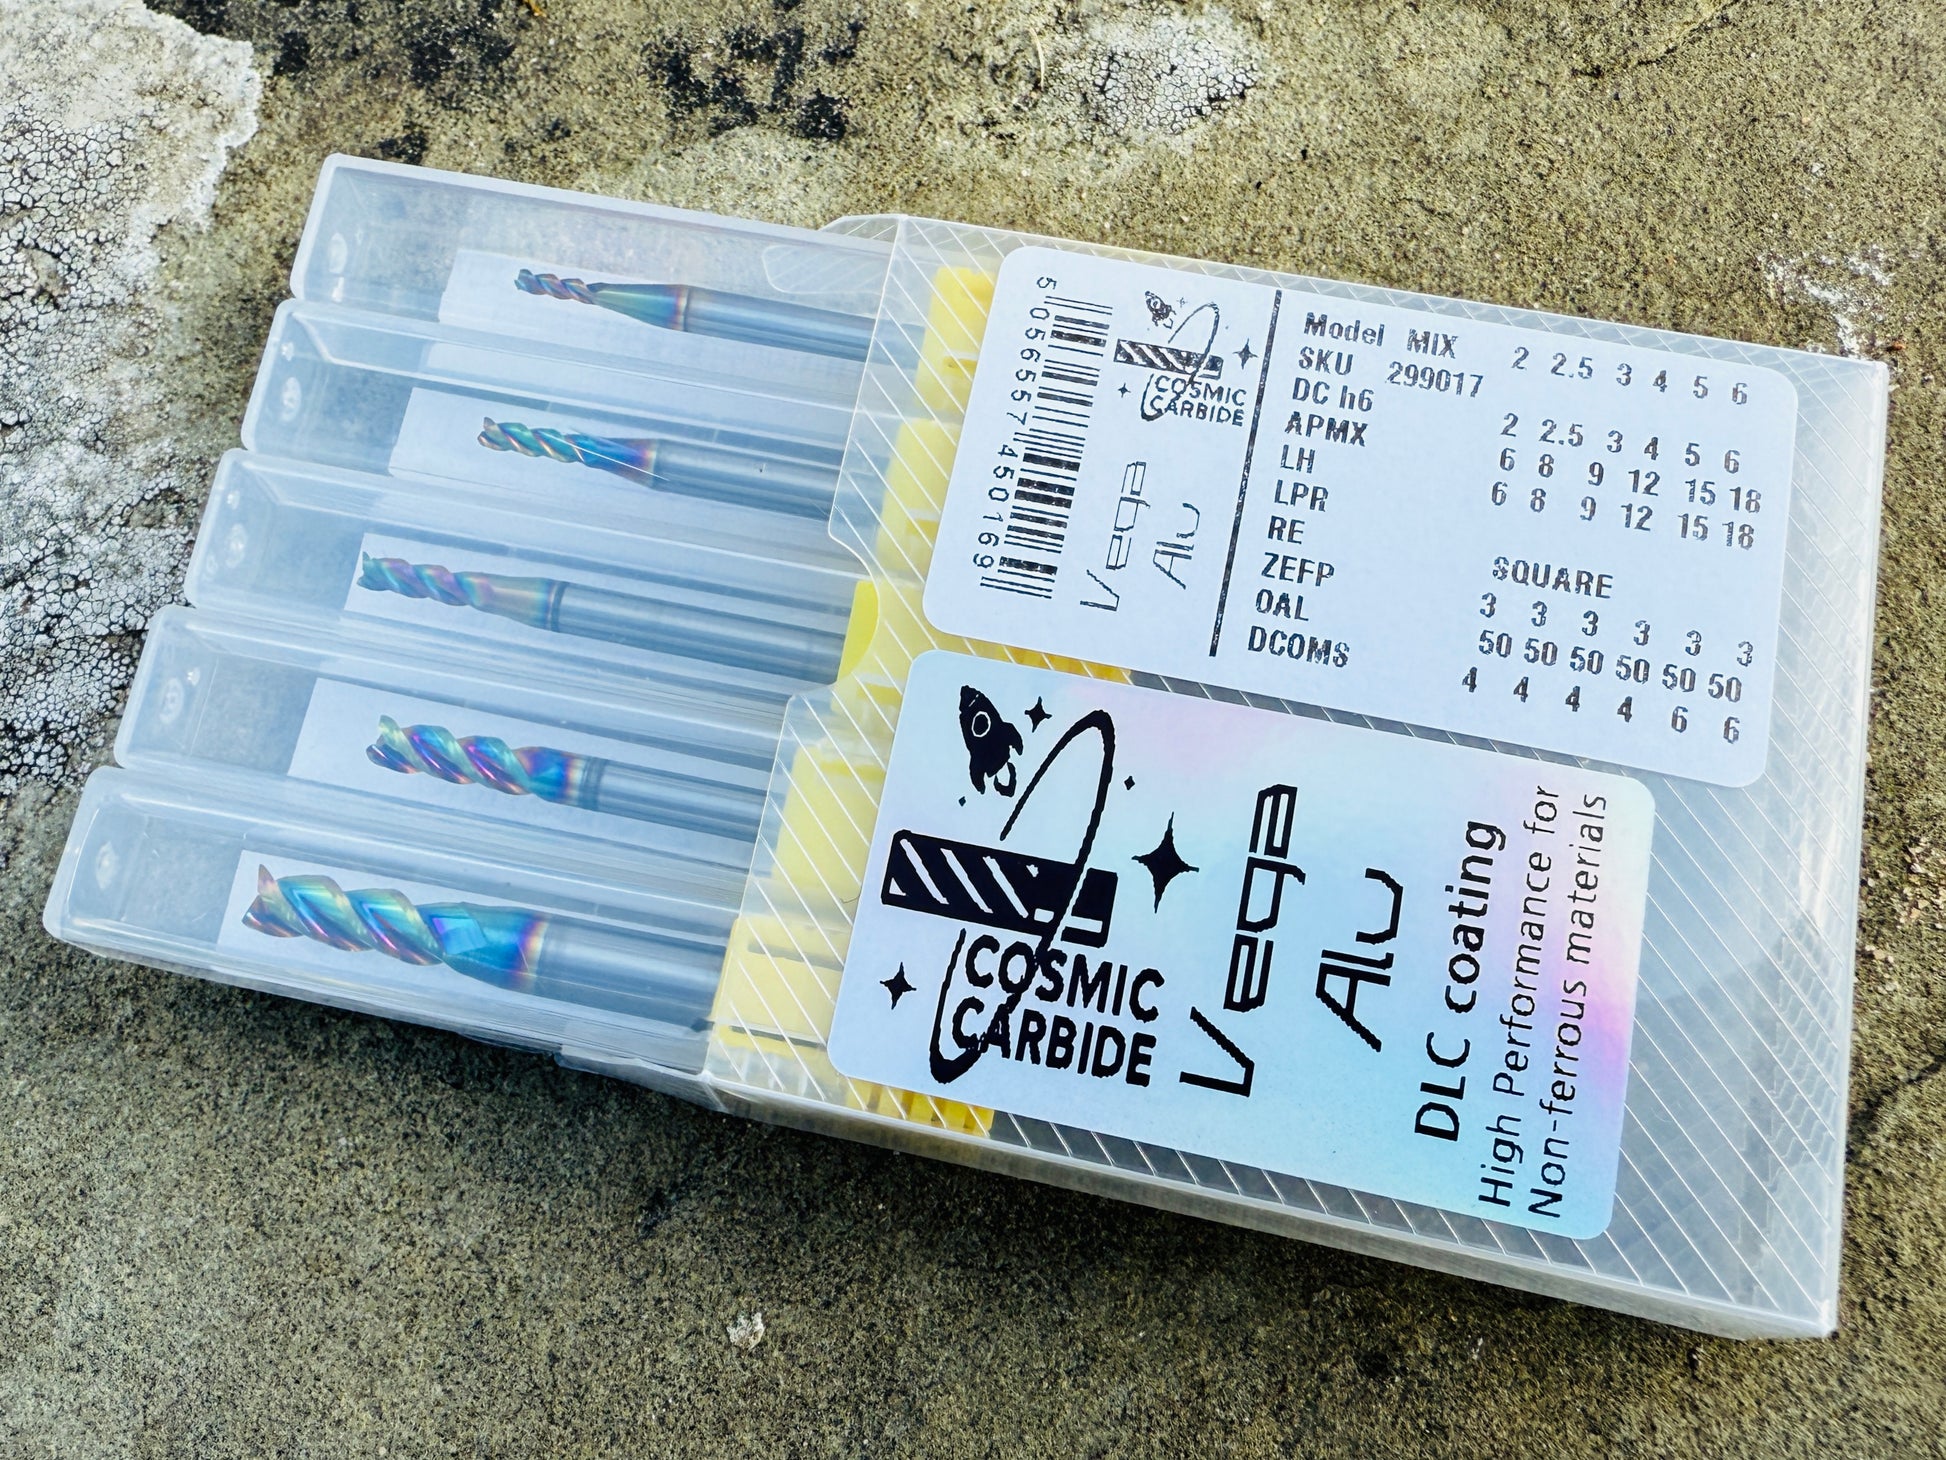 Model MIX 2 2.5 3 4 5 6
SKU 299017
DC h6 2 2.5 3 4 5 6
APMX 6 8 9 12 15 18
LH 6 8 9 12 15 18
LPR
RE SQUARE
ZEFP 3 3 3 3 3 3
OAL 50 50 50 50 50 50
DCOMS 4 4 4 4 6 6
COSMIC
CARBIDE
Vega
Alu
5 056557 450169
COSMIC
CARBIDE
Vega
Alu
DLC coating
High Performance for
Non-ferrous materials